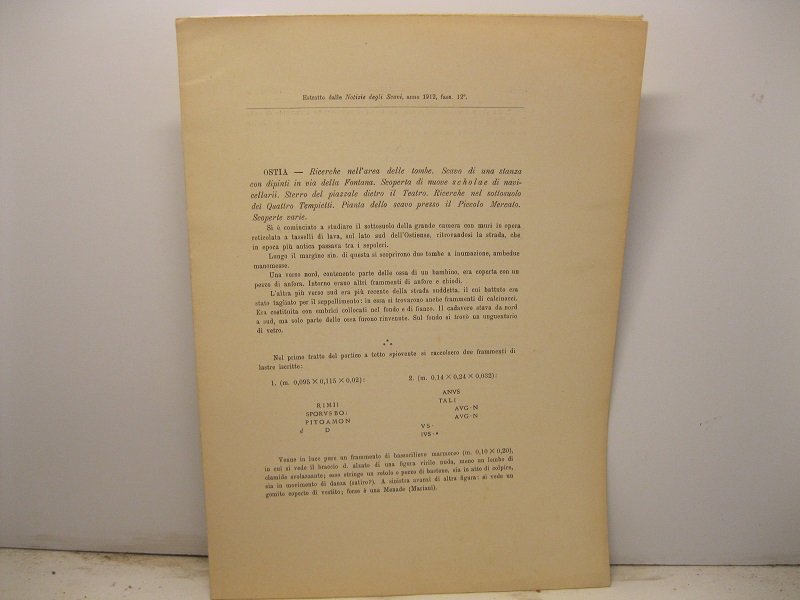 Estratto dalle Notizie degli Scavi, anno 1912, fasc. 12°.
OSTIA — Ricerche nell'area delle tombe. Scavo di una stanza
con dipinti in via della Fontana. Scoperta di nuove scholae di navi-
cellarii. Sterro del piazzale dietro il Teatro. Ricerche nel sottosuolo
dei Quattro Tempietti. Pianta dello scavo presso il Piccolo Mercato.
Scoperte varie.
Si è cominciato a studiare il sottosuolo della grande camera con muri in opera
reticolata a tasselli di lava, sul lato sud dell'Ostiense, ritrovandosi la strada, che
in epoca più antica passava tra i sepolcri.
Lungo il margine sin. di questa si scoprirono due tombe a inumazione, ambedue
manomesse.
Una verso nord, contenente parte delle ossa di un bambino, era coperta con un
pezzo di anfora. Intorno erano altri frammenti di anfore e chiodi.
L'altra più verso sud era più recente della strada suddetta, il cui battuto era
stato tagliato per il seppellimento: in essa si trovarono anche frammenti di calcinacci.
Era costituita con embrici collocati nel fondo e di fianco. Il cadavere stava da nord
a sud, ma solo parte delle ossa furono rinvenute. Sul fondo si trovò un unguentario
di vetro.
Nel primo tratto del portico a tetto spiovente si raccolsero due frammenti di
lastre iscritte:
1. (m. 0,095 × 0,115 × 0,02):
RIMII
SPORVSBO
PITOAMON
d D
2. (m. 0,14 × 0,24 × 0,032):
ANVS
TALI
AVG·N
AVG·N
VS·
IVS·
Venne in luce pure un frammento di bassorilievo marmoreo (m. 0,10 × 0,20),
in cui si vede il braccio d. alzato di una figura virile nuda, meno un lembo di
clamide svolazzante; esso stringe un rotolo o pezzo di bastone, sia in atto di colpire,
sia in movimento di danza (satiro?). A sinistra avanzi di altra figura: si vede un
gomito coperto di vestito; forse è una Menade (Mariani).